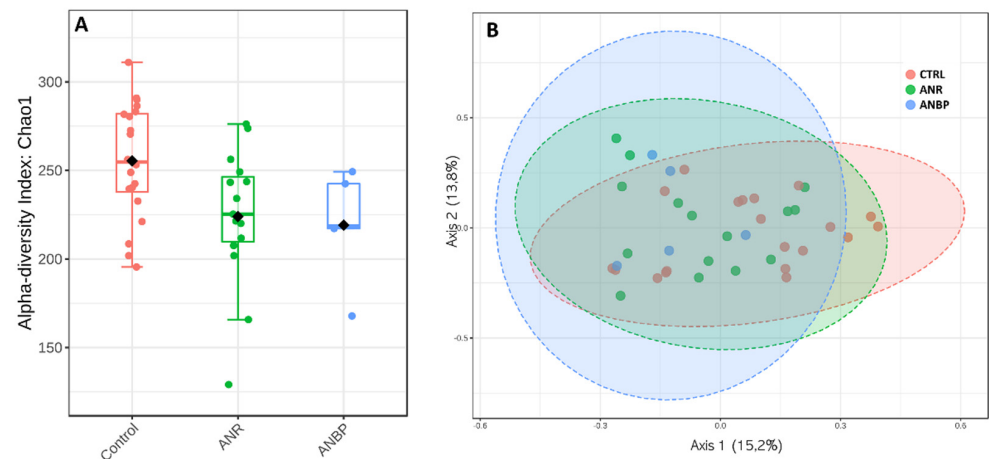 A
Alpha-diversity Index: Chao1
300
250
200
150
Control
ANR
ANBP
B
CTRL
ANR
ANBP
Axis 2 (13,8%)
0.5
0.0
-0.5
-0.6
-0.3
0.0
0.3
0.6
Axis 1 (15,2%)